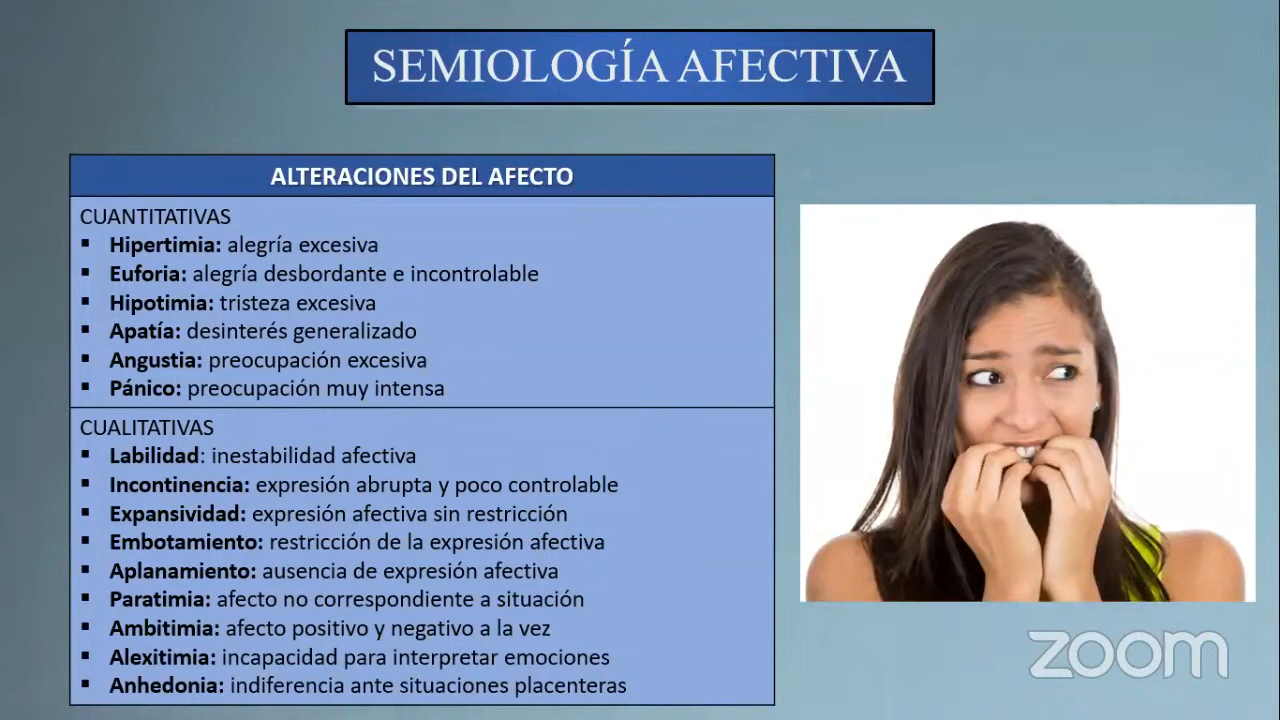 SEMIOLOGÍA AFECTIVA
ALTERACIONES DEL AFECTO
CUANTITATIVAS
▪ Hipertimia: alegría excesiva
▪ Euforia: alegría desbordante e incontrolable
▪ Hipotimia: tristeza excesiva
▪ Apatía: desinterés generalizado
▪ Angustia: preocupación excesiva
▪ Pánico: preocupación muy intensa
CUALITATIVAS
▪ Labilidad: inestabilidad afectiva
▪ Incontinencia: expresión abrupta y poco controlable
▪ Expansividad: expresión afectiva sin restricción
▪ Embotamiento: restricción de la expresión afectiva
▪ Aplanamiento: ausencia de expresión afectiva
▪ Paratimia: afecto no correspondiente a situación
▪ Ambitimia: afecto positivo y negativo a la vez
▪ Alexitimia: incapacidad para interpretar emociones
▪ Anhedonia: indiferencia ante situaciones placenteras
zoom